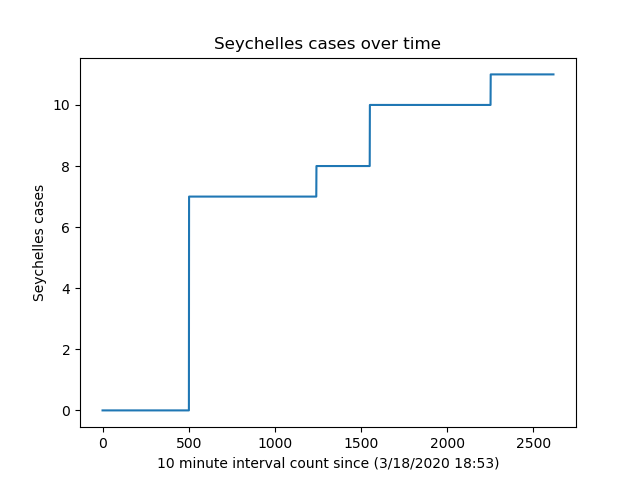 Seychelles cases over time
10
8
6
4
2
0
Seychelles cases
0 500 1000 1500 2000 2500
10 minute interval count since (3/18/2020 18:53)